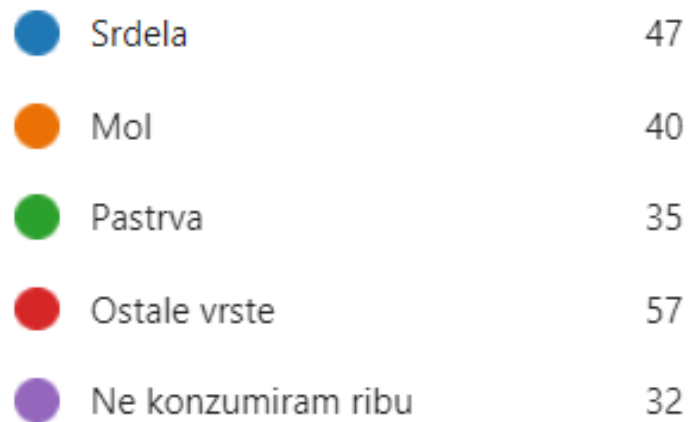 Srdela 47
Mol 40
Pastrva 35
Ostale vrste 57
Ne konzumiram ribu 32